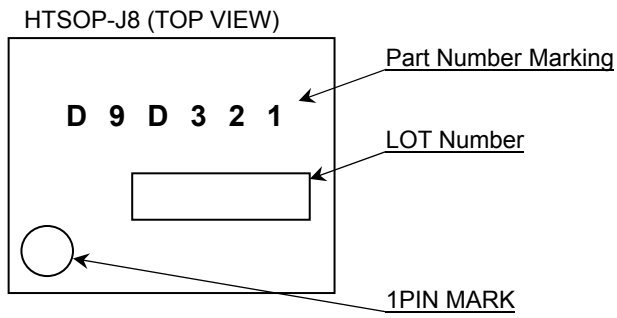 HTSOP-J8 (TOP VIEW)
Part Number Marking
D 9 D 3 2 1
LOT Number
1PIN MARK